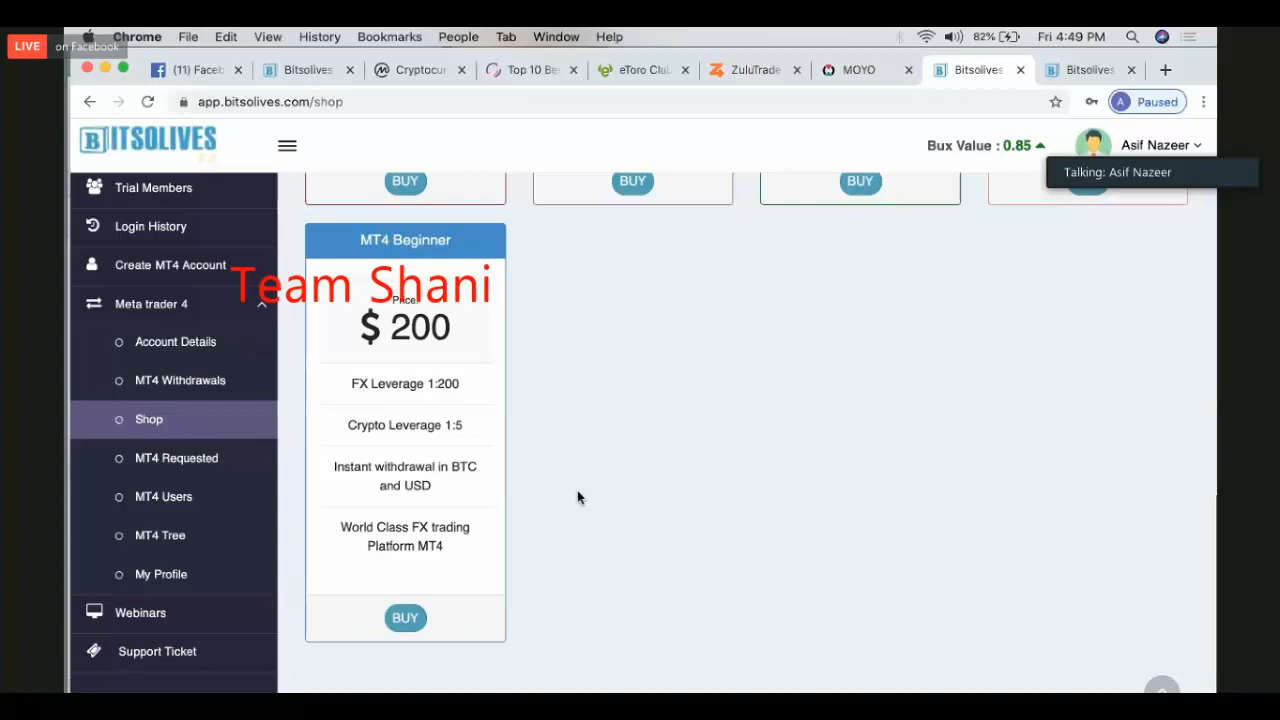 LIVE on Facebook
Chrome File Edit View History Bookmarks People Tab Window Help 82% Fri 4:49 PM
(11) Faceb Bitsolives Cryptocur Top 10 Be eToro Clu ZuluTrade MOYO Bitsolives Bitsolives
app.bitsolives.com/shop A Paused
BITSOLIVES
Bux Value : 0.85 Asif Nazeer
Talking: Asif Nazeer
Trial Members
Login History
Create MT4 Account
Meta trader 4
Account Details
MT4 Withdrawals
Shop
MT4 Requested
MT4 Users
MT4 Tree
My Profile
Webinars
Support Ticket
BUY BUY BUY
MT4 Beginner
Team Shani
Price:
$ 200
FX Leverage 1:200
Crypto Leverage 1:5
Instant withdrawal in BTC
and USD
World Class FX trading
Platform MT4
BUY